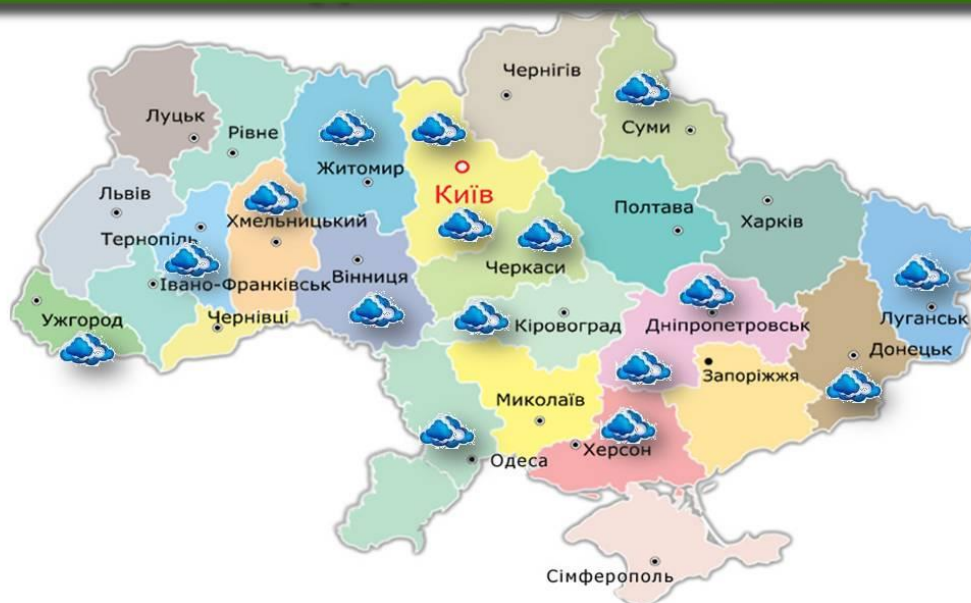 Чернігів
Суми
Луцьк
Рівне
Житомир
Київ
Львів
Хмельницький
Полтава
Харків
Тернопіль
Черкаси
Вінниця
Івано-Франківськ
Ужгород
Чернівці
Кіровоград
Дніпропетровськ
Луганськ
Донецьк
Запоріжжя
Миколаїв
Херсон
Одеса
Сімферополь